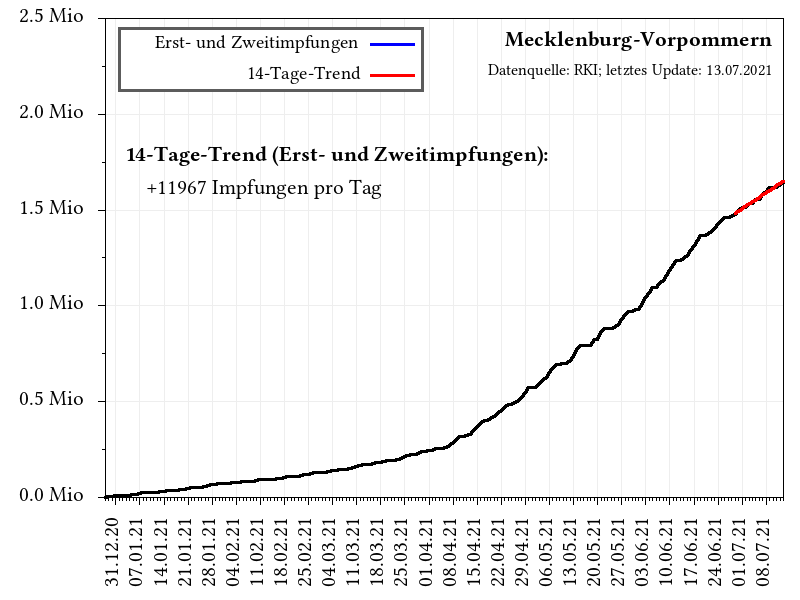 2.5 Mio
2.0 Mio
1.5 Mio
1.0 Mio
0.5 Mio
0.0 Mio
Erst- und Zweitimpfungen
14-Tage-Trend
Mecklenburg-Vorpommern
Datenquelle: RKI; letztes Update: 13.07.2021
14-Tage-Trend (Erst- und Zweitimpfungen):
+11967 Impfungen pro Tag
31.12.20
07.01.21
14.01.21
21.01.21
28.01.21
04.02.21
11.02.21
18.02.21
25.02.21
04.03.21
11.03.21
18.03.21
25.03.21
01.04.21
08.04.21
15.04.21
22.04.21
29.04.21
06.05.21
13.05.21
20.05.21
27.05.21
03.06.21
10.06.21
17.06.21
24.06.21
01.07.21
08.07.21